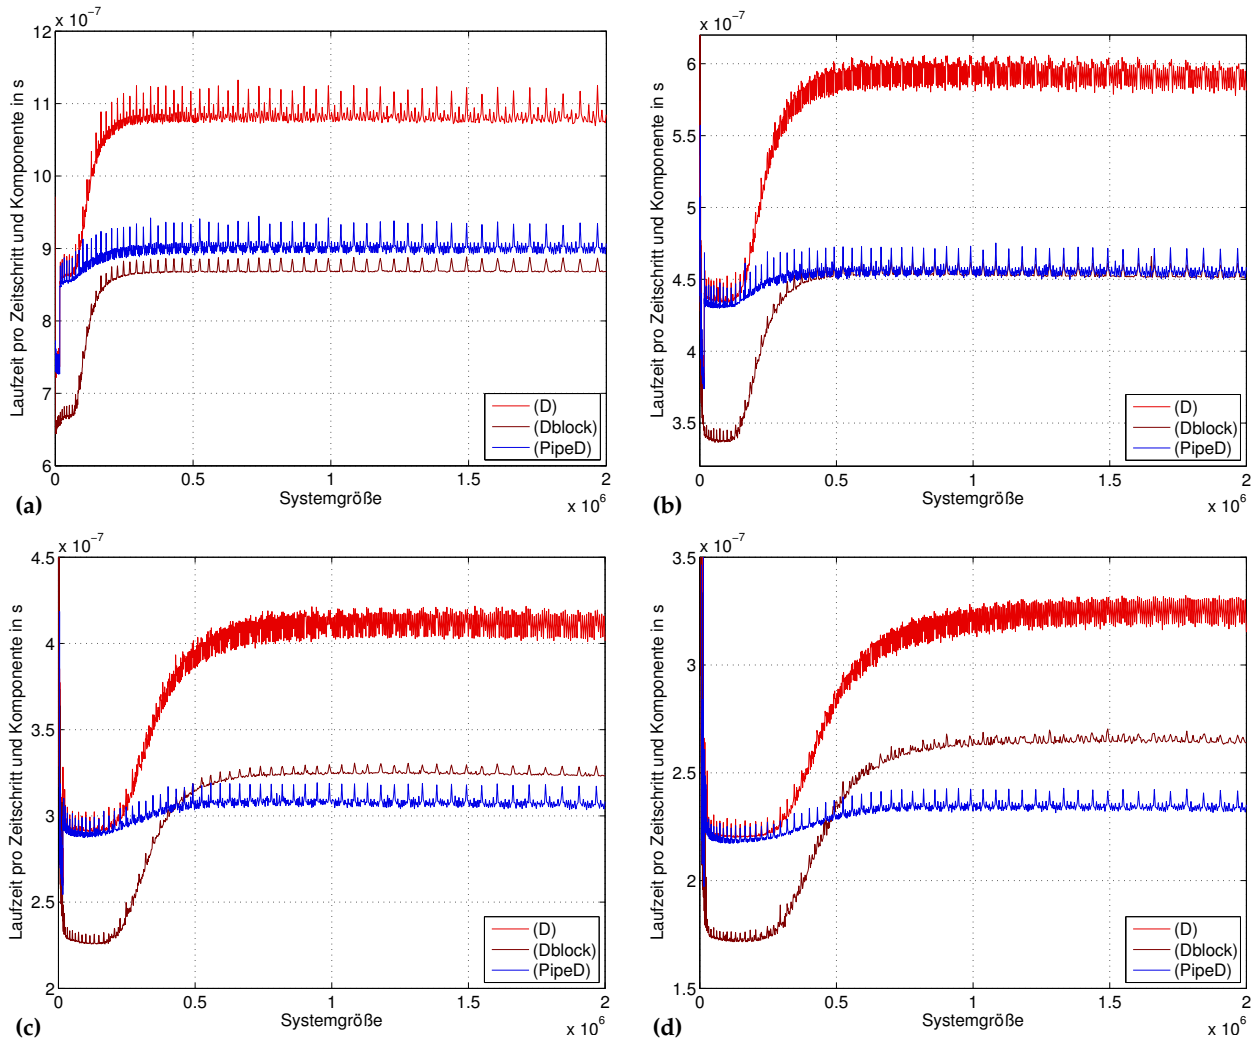 x 10^-7
12
11
10
9
8
7
6
Laufzeit pro Zeitschritt und Komponente in s
(D)
(Dblock)
(PipeD)
0 0.5 1 1.5 2
Systemgröße
x 10^6
(a)
x 10^-7
6
5.5
5
4.5
4
3.5
Laufzeit pro Zeitschritt und Komponente in s
(D)
(Dblock)
(PipeD)
0 0.5 1 1.5 2
Systemgröße
x 10^6
(b)
x 10^-7
4.5
4
3.5
3
2.5
2
Laufzeit pro Zeitschritt und Komponente in s
(D)
(Dblock)
(PipeD)
0 0.5 1 1.5 2
Systemgröße
x 10^6
(c)
x 10^-7
3.5
3
2.5
2
1.5
Laufzeit pro Zeitschritt und Komponente in s
(D)
(Dblock)
(PipeD)
0 0.5 1 1.5 2
Systemgröße
x 10^6
(d)